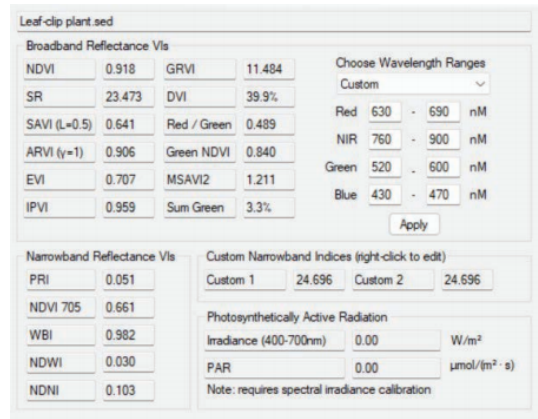 Leaf-clip plant.sed
Broadband Reflectance VIs
NDVI 0.918 GRVI 11.484
SR 23.473 DVI 39.9%
SAVI (L=0.5) 0.641 Red / Green 0.489
ARVI (γ=1) 0.906 Green NDVI 0.840
EVI 0.707 MSAVI2 1.211
IPVI 0.959 Sum Green 3.3%
Choose Wavelength Ranges
Custom
Red 630 - 690 nM
NIR 760 - 900 nM
Green 520 - 600 nM
Blue 430 - 470 nM
Apply
Narrowband Reflectance VIs
PRI 0.051
NDVI 705 0.661
WBI 0.982
NDWI 0.030
NDNI 0.103
Custom Narrowband Indices (right-click to edit)
Custom 1 24.696 Custom 2 24.696
Photosynthetically Active Radiation
Irradiance (400-700nm) 0.00 W/m²
PAR 0.00 μmol/(m² · s)
Note: requires spectral irradiance calibration